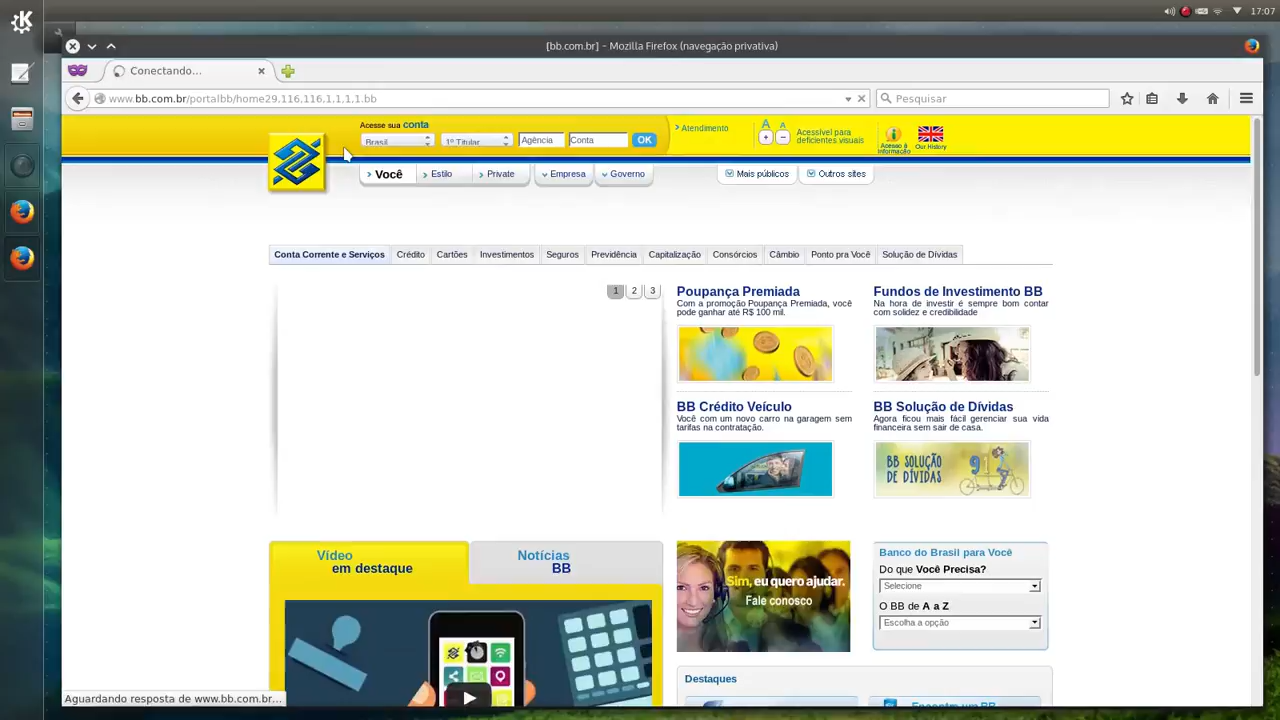 17:07
[bb.com.br] - Mozilla Firefox (navegação privativa)
Conectando...
www.bb.com.br/portalbb/home29,116,116,1,1,1,1.bb
Pesquisar
Acesse sua conta
Brasil
1º Titular
Agência
Conta
OK
Atendimento
A A
+ −
Acessível para
deficientes visuais
Acesso à
Informação
Our History
Você
Estilo
Private
Empresa
Governo
Mais públicos
Outros sites
Conta Corrente e Serviços
Crédito
Cartões
Investimentos
Seguros
Previdência
Capitalização
Consórcios
Câmbio
Ponto pra Você
Solução de Dívidas
1 2 3
Poupança Premiada
Com a promoção Poupança Premiada, você
pode ganhar até R$ 100 mil.
Fundos de Investimento BB
Na hora de investir é sempre bom contar
com solidez e credibilidade
BB Crédito Veículo
Você com um novo carro na garagem sem
tarifas na contratação.
BB Solução de Dívidas
Agora ficou mais fácil gerenciar sua vida
financeira sem sair de casa.
BB SOLUÇÃO
DE DÍVIDAS
Vídeo
em destaque
Notícias
BB
Sim, eu quero ajudar.
Fale conosco
Banco do Brasil para Você
Do que Você Precisa?
Selecione
O BB de A a Z
Escolha a opção
Destaques
Encontre um BB
Aguardando resposta de www.bb.com.br...